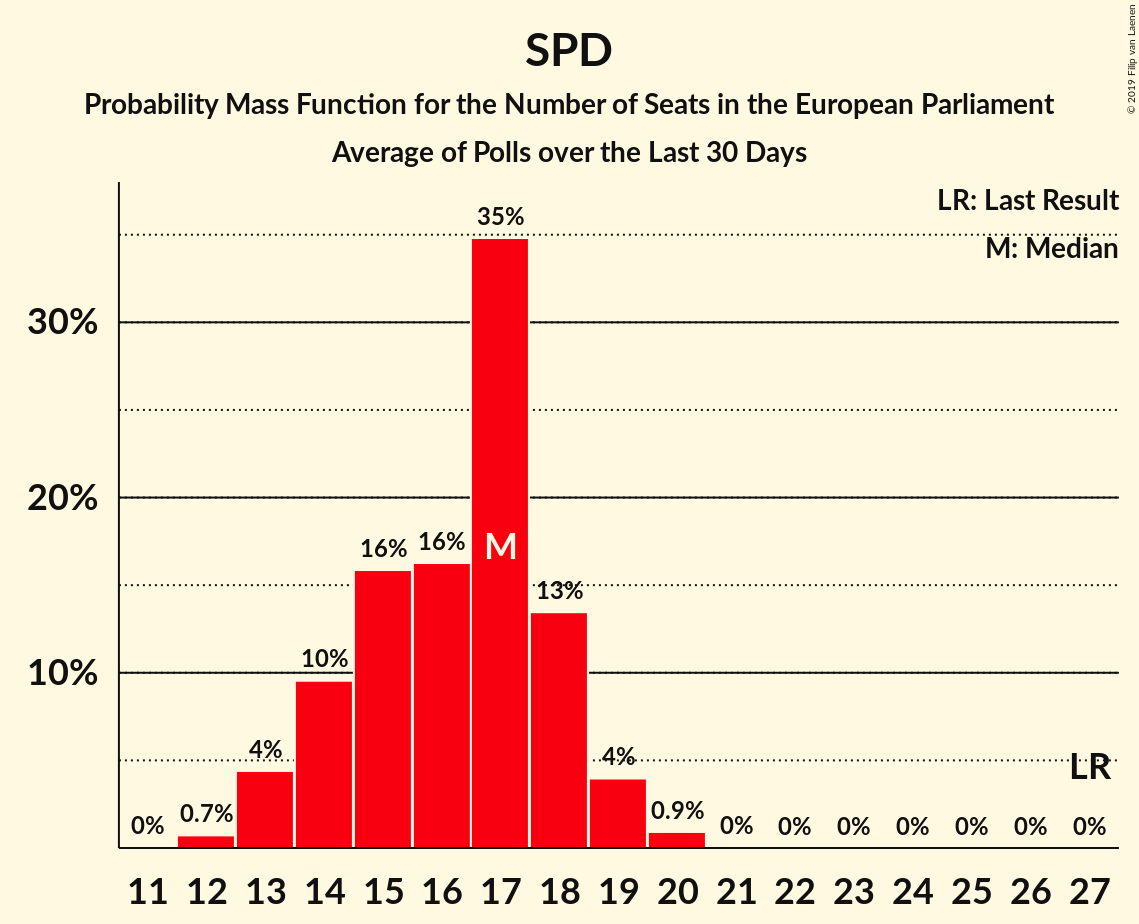 SPD
Probability Mass Function for the Number of Seats in the European Parliament
Average of Polls over the Last 30 Days
© 2019 Filip van Laenen
LR: Last Result
M: Median
35%
30%
20%
16%
16%
M
13%
10%
10%
4%
4%
LR
0%
0.7%
0.9%
0%
0%
0%
0%
0%
0%
0%
11 12 13 14 15 16 17 18 19 20 21 22 23 24 25 26 27